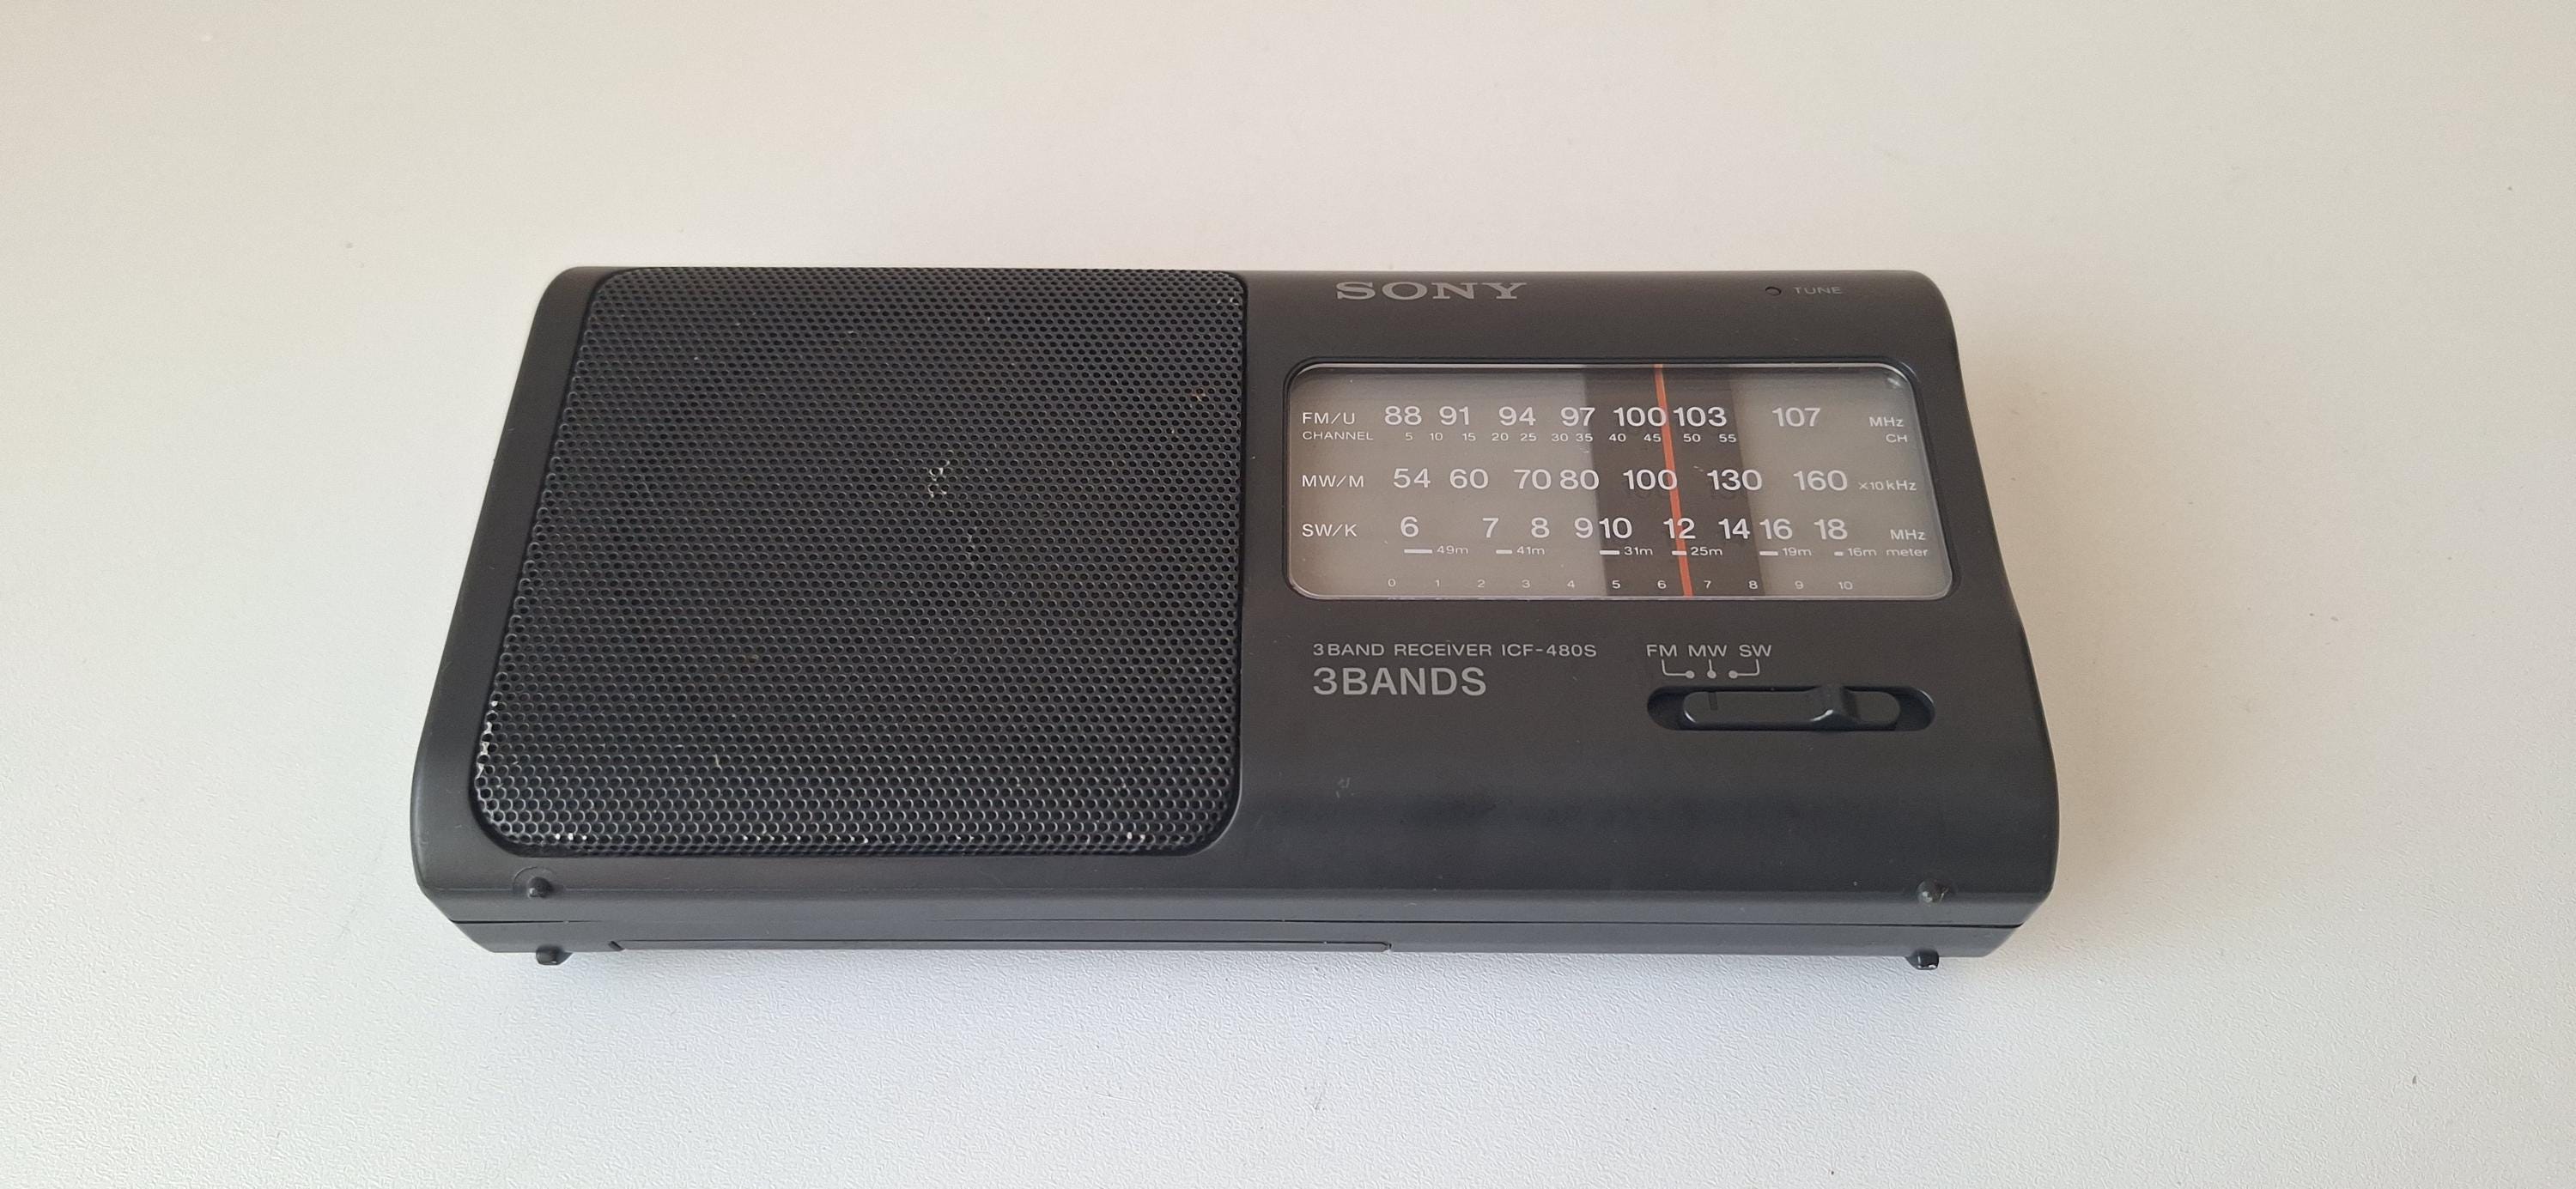 SONY
TUNE
FM/U 88 91 94 97 100 103 107 MHz
CHANNEL 5 10 15 20 25 30 35 40 45 50 55 CH
MW/M 54 60 70 80 100 130 160 ×10kHz
SW/K 6 7 8 9 10 12 14 16 18 MHz
49m 41m 31m 25m 19m 16m meter
0 1 2 3 4 5 6 7 8 9 10
3BAND RECEIVER ICF-480S
3BANDS
FM MW SW